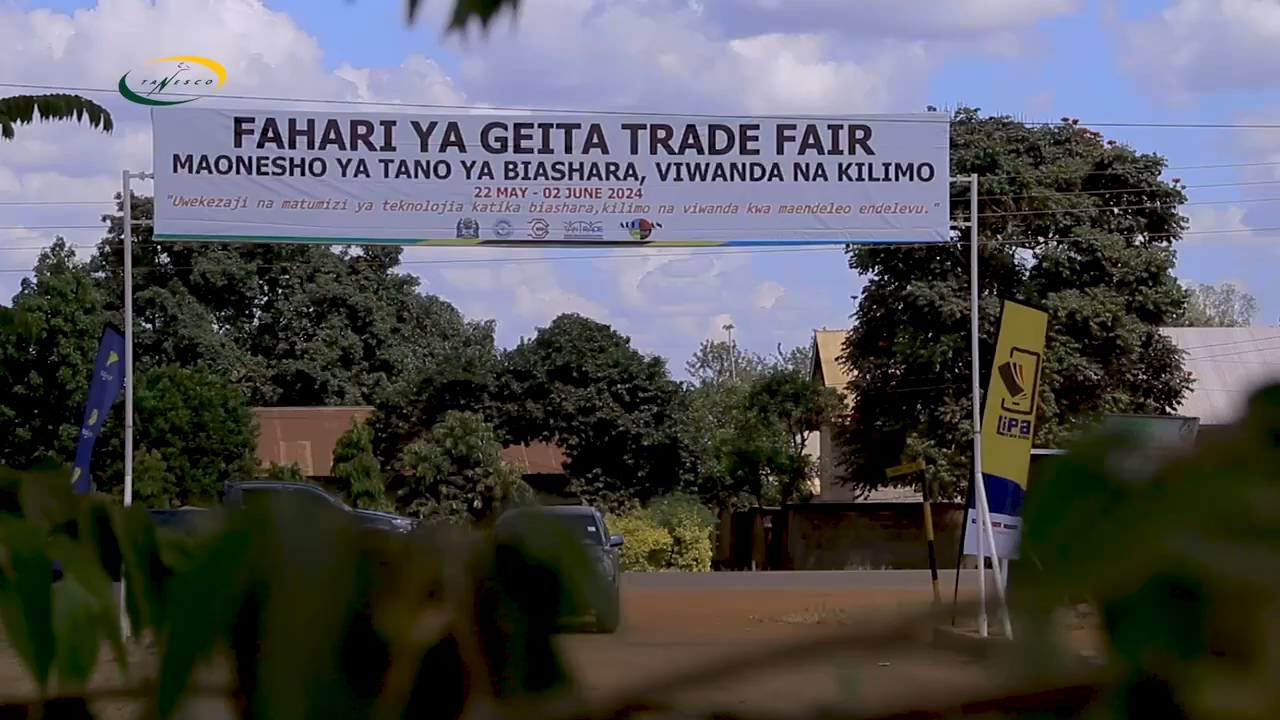 TANESCO
FAHARI YA GEITA TRADE FAIR
MAONESHO YA TANO YA BIASHARA, VIWANDA NA KILIMO
22 MAY - 02 JUNE 2024
"Uwekezaji na matumizi ya teknolojia katika biashara,kilimo na viwanda kwa maendeleo endelevu."
TANTRADE
liPa